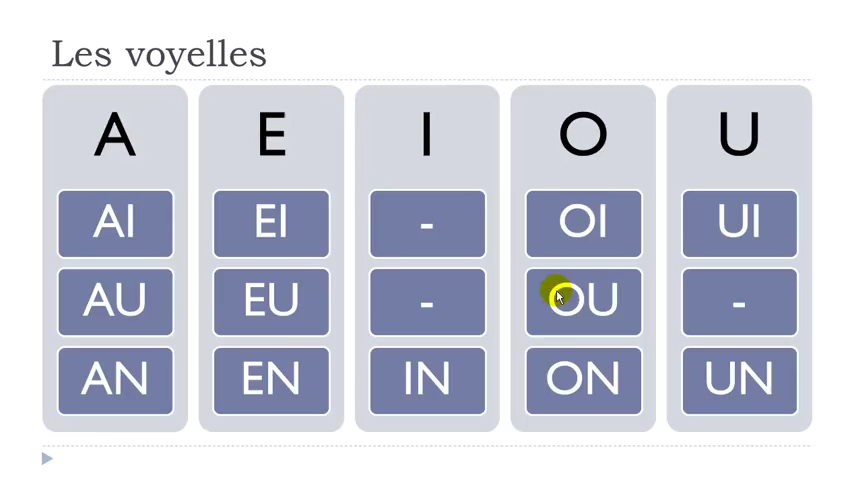 Les voyelles
A E I O U
AI EI - OI UI
AU EU - OU -
AN EN IN ON UN